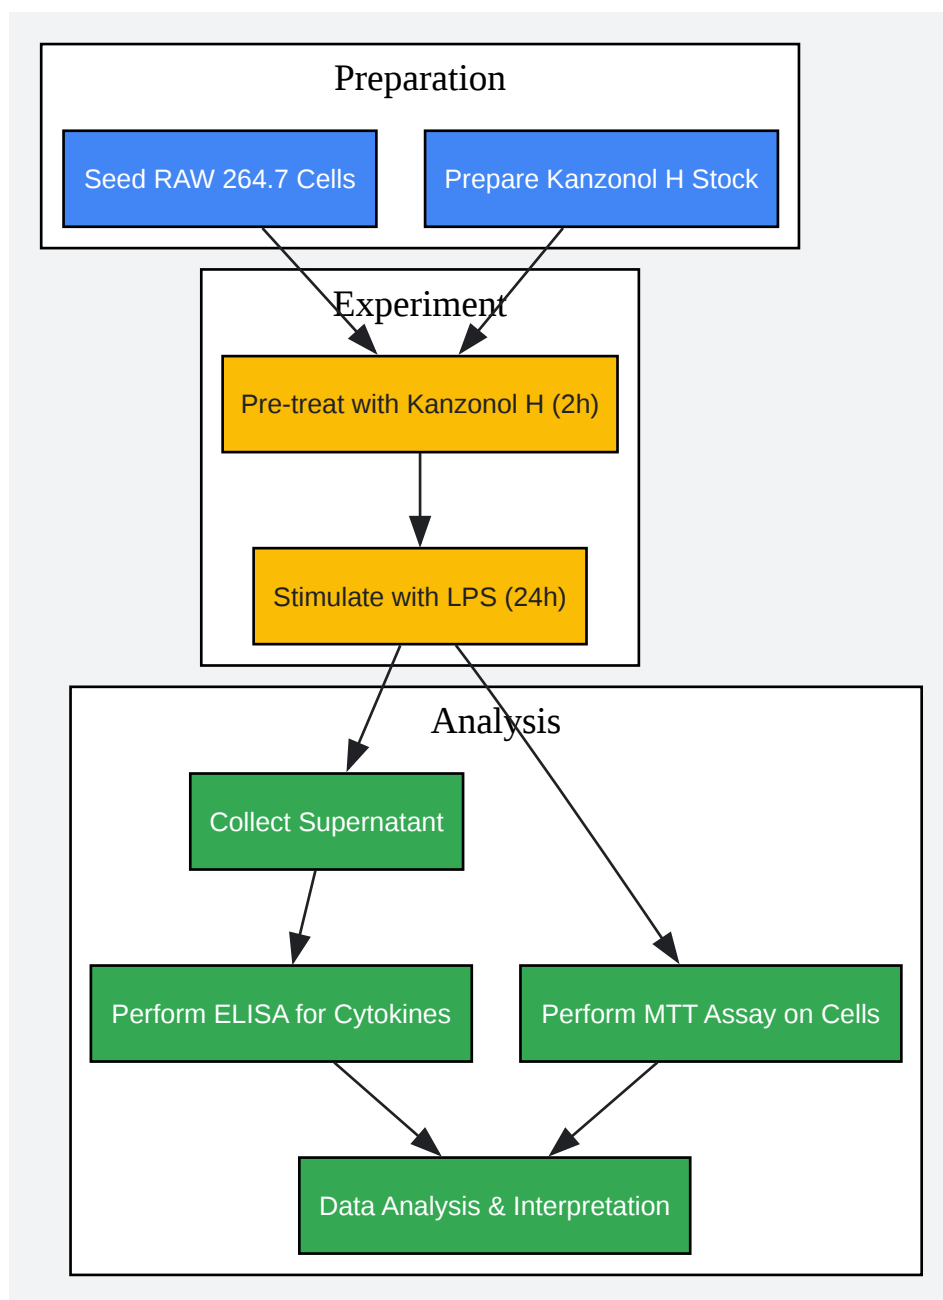 Preparation
Seed RAW 264.7 Cells
Prepare Kanzonol H Stock
Experiment
Pre-treat with Kanzonol H (2h)
Stimulate with LPS (24h)
Analysis
Collect Supernatant
Perform ELISA for Cytokines
Perform MTT Assay on Cells
Data Analysis & Interpretation